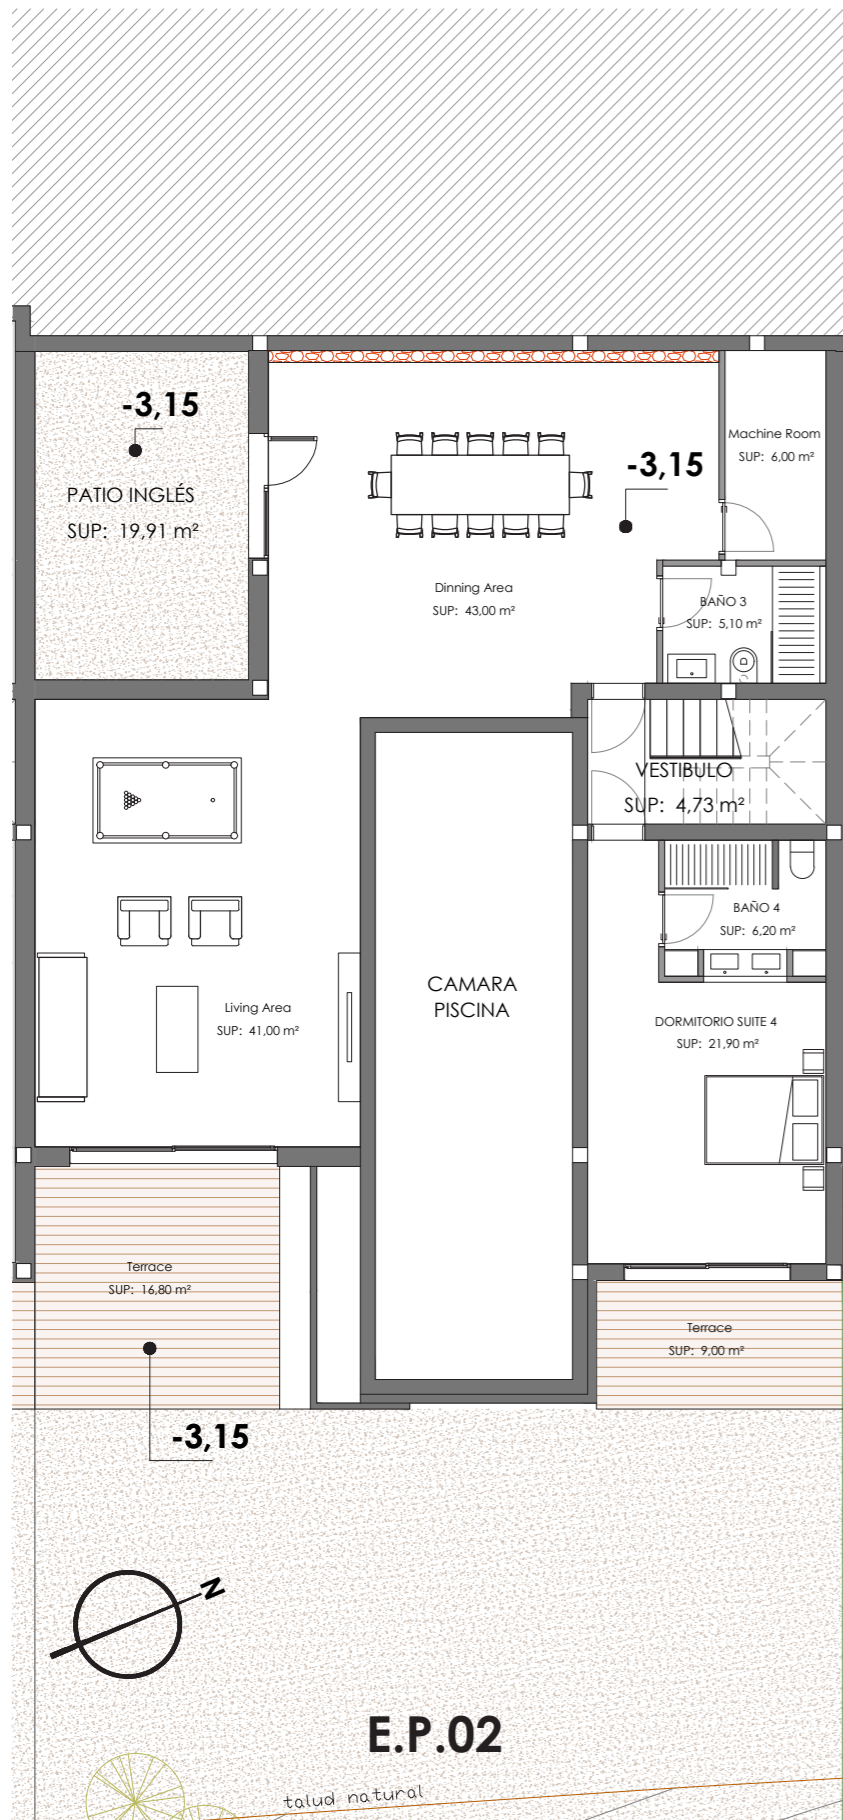 -3,15
PATIO INGLÉS
SUP: 19,91 m²
Machine Room
SUP: 6,00 m²
-3,15
Dinning Area
SUP: 43,00 m²
BAÑO 3
SUP: 5,10 m²
VESTIBULO
SUP: 4,73 m²
BAÑO 4
SUP: 6,20 m²
CAMARA
PISCINA
Living Area
SUP: 41,00 m²
DORMITORIO SUITE 4
SUP: 21,90 m²
Terrace
SUP: 16,80 m²
Terrace
SUP: 9,00 m²
-3,15
N
E.P.02
talud natural